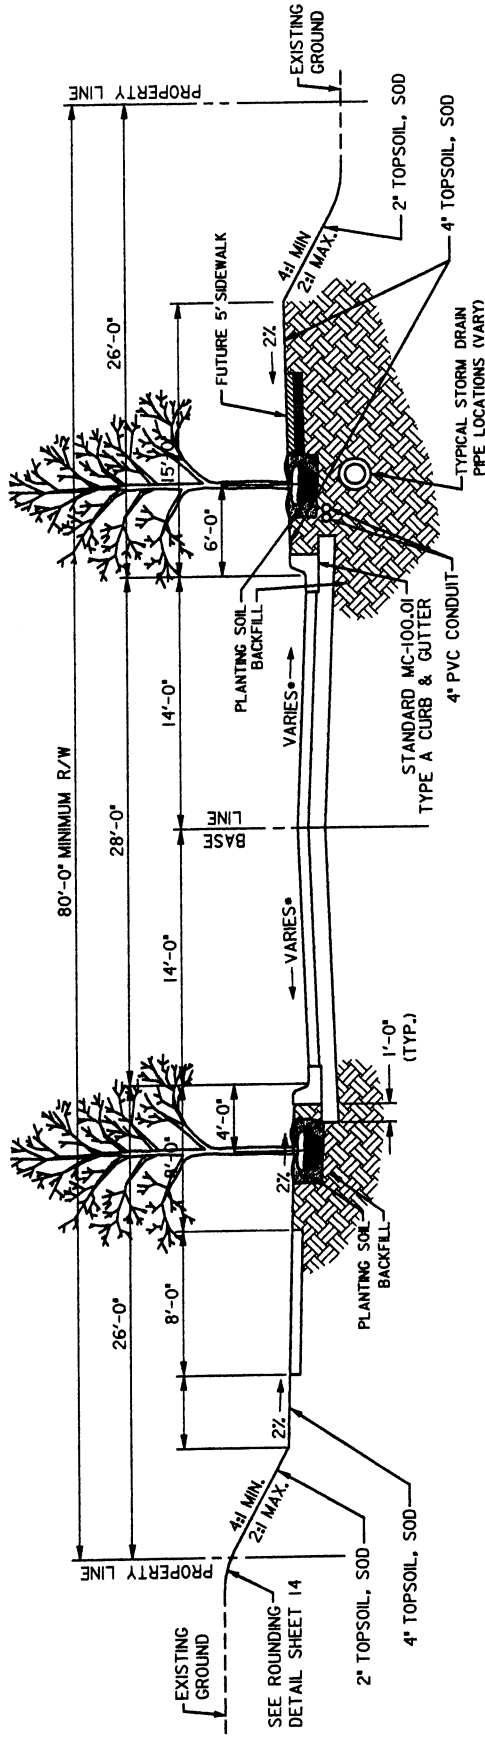 80'-0" MINIMUM R/W
26'-0"
28'-0"
26'-0"
8'-0"
14'-0"
14'-0"
4'-0"
6'-0"
PROPERTY LINE
PROPERTY LINE
BASE
LINE
EXISTING
GROUND
EXISTING
GROUND
4:1 MIN.
2:1 MAX.
4:1 MIN
2:1 MAX.
2%
2%
2%
VARIES*
VARIES*
FUTURE 5' SIDEWALK
PLANTING SOIL
BACKFILL
PLANTING SOIL
BACKFILL
1'-0"
(TYP.)
SEE ROUNDING
DETAIL SHEET 14
2" TOPSOIL, SOD
4" TOPSOIL, SOD
STANDARD MC-100.01
TYPE A CURB & GUTTER
4" PVC CONDUIT
TYPICAL STORM DRAIN
PIPE LOCATIONS (VARY)
4" TOPSOIL, SOD
2" TOPSOIL, SOD